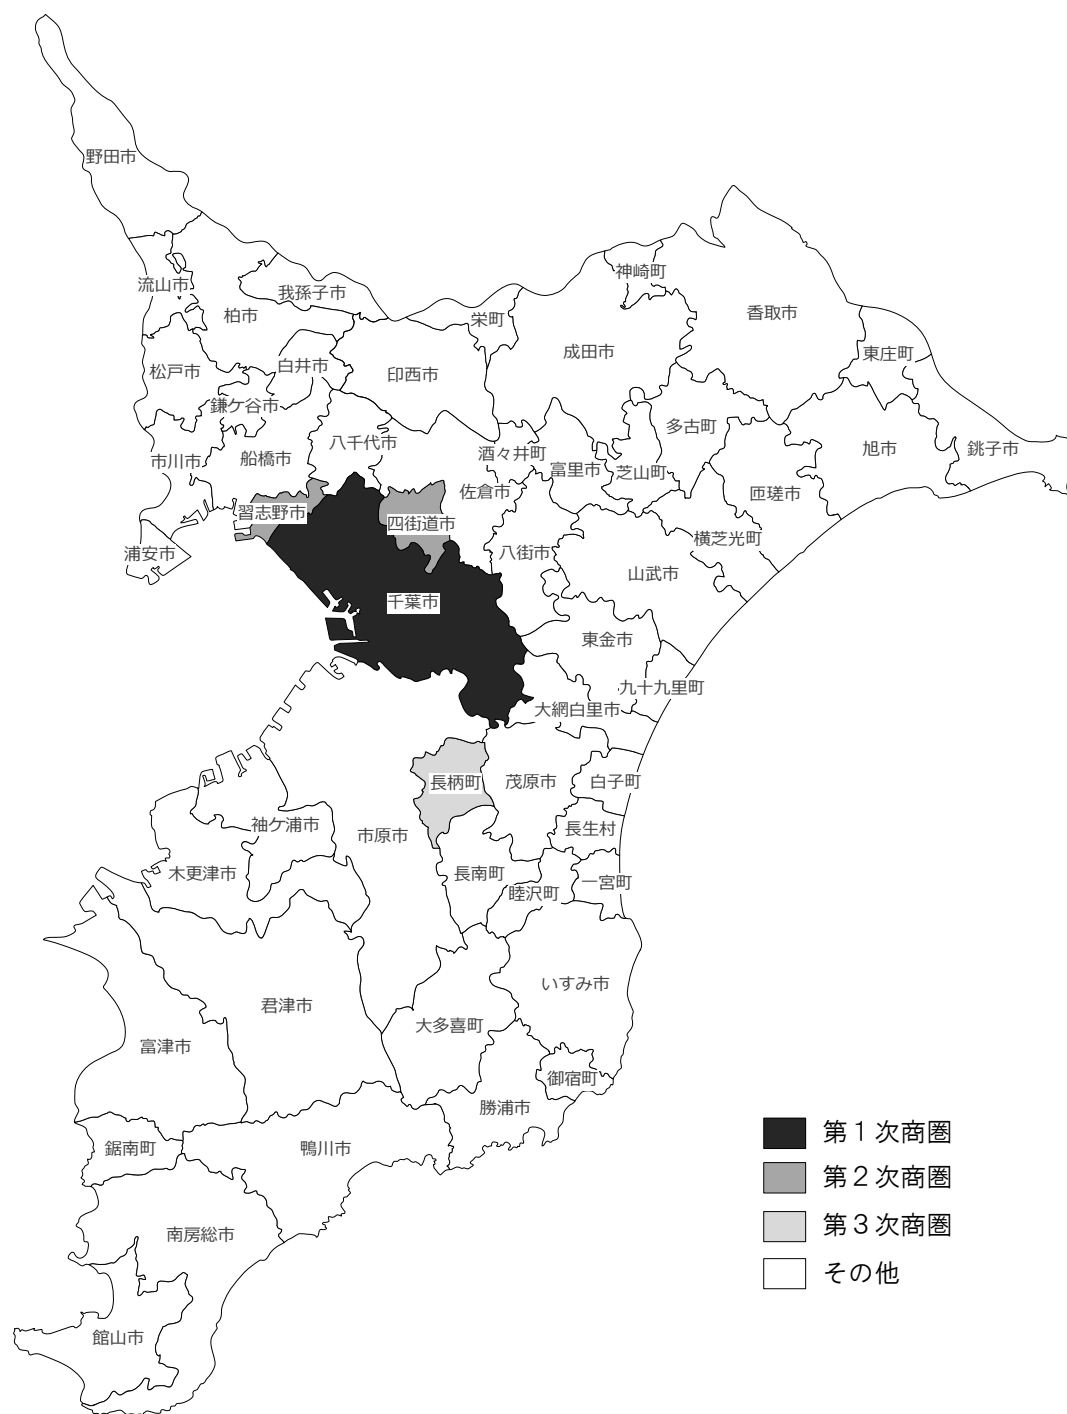 野田市
流山市
我孫子市
柏市
神崎町
栄町
香取市
成田市
東庄町
松戸市
白井市
印西市
鎌ケ谷市
多古町
八千代市
旭市
銚子市
市川市
船橋市
酒々井町
富里市
芝山町
佐倉市
匝瑳市
習志野市
四街道市
横芝光町
浦安市
八街市
山武市
千葉市
東金市
九十九里町
大網白里市
長柄町
茂原市
白子町
袖ケ浦市
市原市
長生村
木更津市
長南町
睦沢町
一宮町
いすみ市
君津市
大多喜町
富津市
御宿町
勝浦市
鋸南町
鴨川市
南房総市
館山市
第1次商圏
第2次商圏
第3次商圏
その他